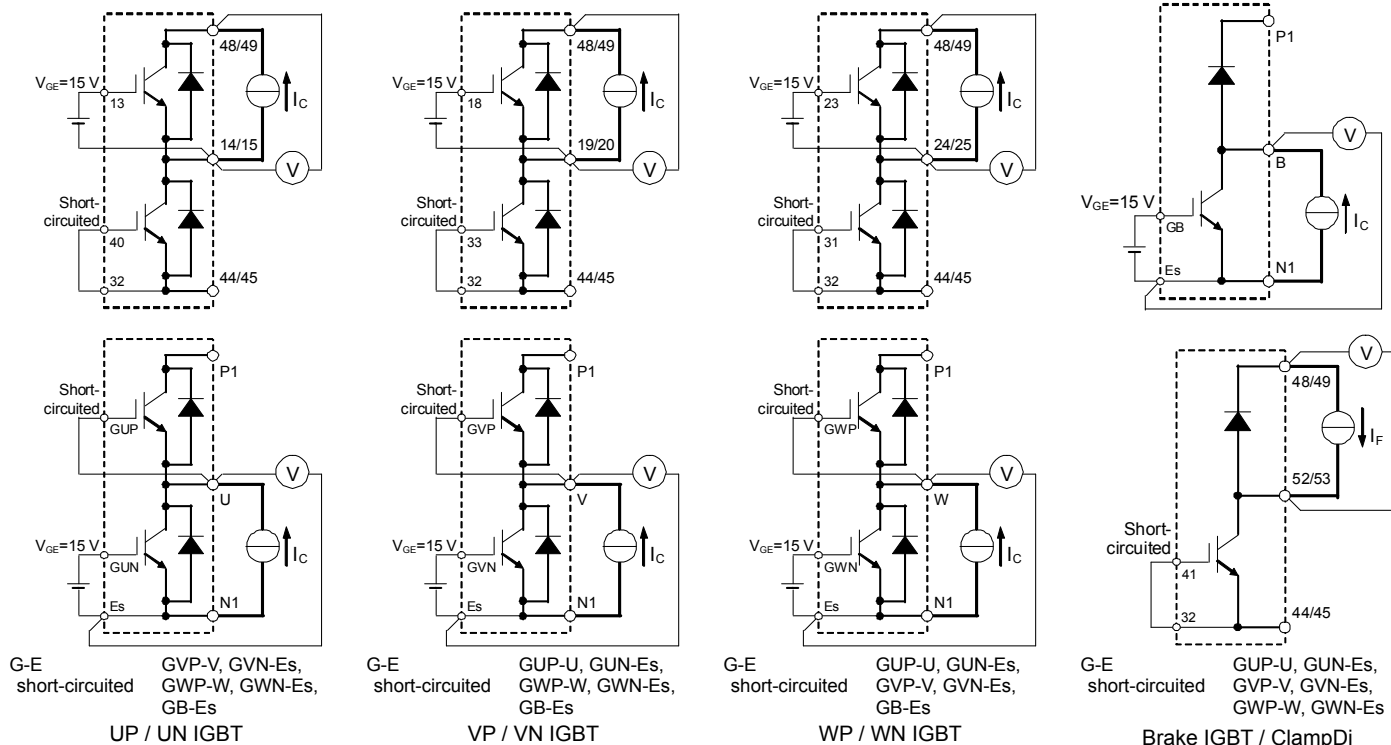 48/49
V_GE=15 V
13
I_C
14/15
V
Short-
circuited
40
32
44/45
48/49
V_GE=15 V
18
I_C
19/20
V
Short-
circuited
33
32
44/45
48/49
V_GE=15 V
23
I_C
24/25
V
Short-
circuited
31
32
44/45
P1
V
B
V_GE=15 V
GB
I_C
Es
N1
P1
Short-
circuited
GUP
V
U
V_GE=15 V
GUN
I_C
Es
N1
P1
Short-
circuited
GVP
V
V
V_GE=15 V
GVN
I_C
Es
N1
P1
Short-
circuited
GWP
V
W
V_GE=15 V
GWN
I_C
Es
N1
V
48/49
I_F
52/53
Short-
circuited
41
32
44/45
G-E
short-circuited
GVP-V, GVN-Es,
GWP-W, GWN-Es,
GB-Es
UP / UN IGBT
G-E
short-circuited
GUP-U, GUN-Es,
GWP-W, GWN-Es,
GB-Es
VP / VN IGBT
G-E
short-circuited
GUP-U, GUN-Es,
GVP-V, GVN-Es,
GB-Es
WP / WN IGBT
G-E
short-circuited
GUP-U, GUN-Es,
GVP-V, GVN-Es,
GWP-W, GWN-Es
Brake IGBT / ClampDi